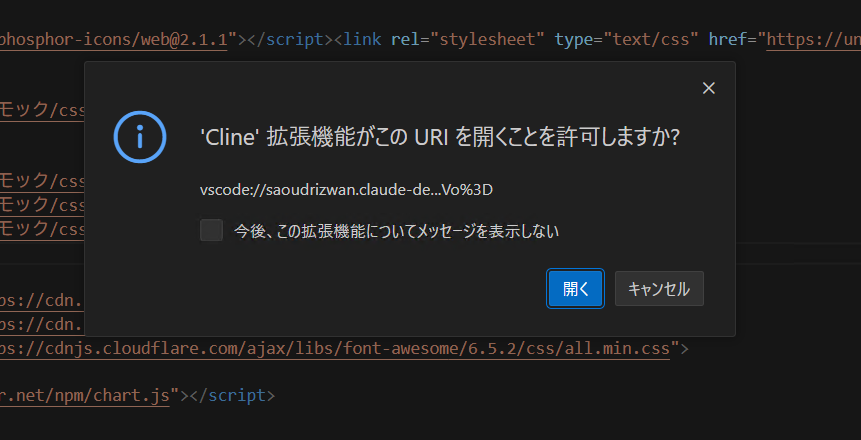 phosphor-icons/web@2.1.1"></script><link rel="stylesheet" type="text/css" href="https://un
モック/css
'Cline' 拡張機能がこの URI を開くことを許可しますか?
モック/css
vscode://saoudrizwan.claude-de...Vo%3D
モック/css
モック/css
今後、この拡張機能についてメッセージを表示しない
開く
キャンセル
ps://cdn.
ps://cdn.
ps://cdnjs.cloudflare.com/ajax/libs/font-awesome/6.5.2/css/all.min.css">
r.net/npm/chart.js"></script>